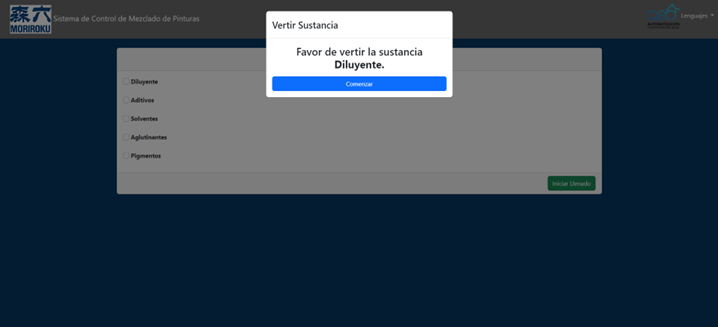 森六
MORIROKU
Sistema de Control de Mezclado de Pinturas
Lenguajes
Vertir Sustancia
Favor de vertir la sustancia
Diluyente.
Comenzar
Diluyente
Aditivos
Solventes
Aglutinantes
Pigmentos
Iniciar Llenado